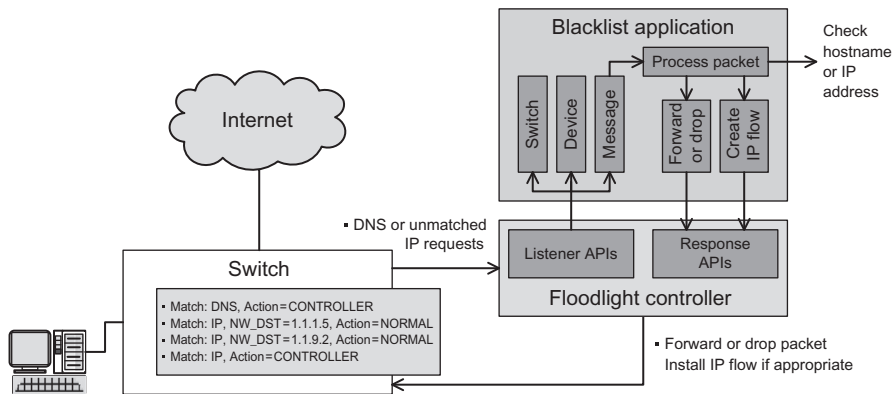 Blacklist application
Process packet
Check
hostname
or IP
address
Switch
Device
Message
Forward
or drop
Create
IP flow
Internet
▪ DNS or unmatched
IP requests
Listener APIs
Response
APIs
Floodlight controller
Switch
▪ Match: DNS, Action=CONTROLLER
▪ Match: IP, NW_DST=1.1.1.5, Action=NORMAL
▪ Match: IP, NW_DST=1.1.9.2, Action=NORMAL
▪ Match: IP, Action=CONTROLLER
▪ Forward or drop packet
Install IP flow if appropriate